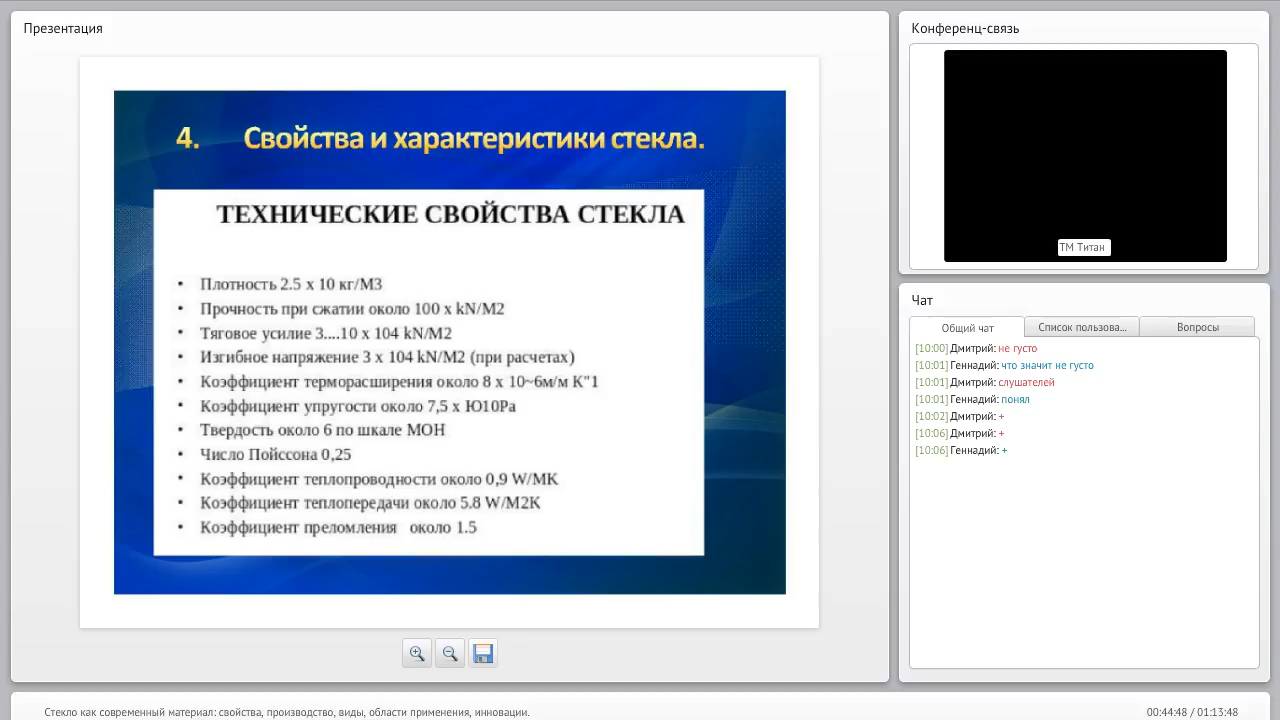 Презентация
4. Свойства и характеристики стекла.
ТЕХНИЧЕСКИЕ СВОЙСТВА СТЕКЛА
• Плотность 2.5 x 10 кг/М3
• Прочность при сжатии около 100 x kN/M2
• Тяговое усилие 3....10 x 104 kN/M2
• Изгибное напряжение 3 x 104 kN/M2 (при расчетах)
• Коэффициент терморасширения около 8 x 10~6м/м K"1
• Коэффициент упругости около 7,5 x Ю10Ра
• Твердость около 6 по шкале МОН
• Число Пойссона 0,25
• Коэффициент теплопроводности около 0,9 W/MK
• Коэффициент теплопередачи около 5.8 W/M2K
• Коэффициент преломления около 1.5
Конференц-связь
ТМ Титан
Чат
Общий чат
Список пользова...
Вопросы
[10:00] Дмитрий: не густо
[10:01] Геннадий: что значит не густо
[10:01] Дмитрий: слушателей
[10:01] Геннадий: понял
[10:02] Дмитрий: +
[10:06] Дмитрий: +
[10:06] Геннадий: +
Стекло как современный материал: свойства, производство, виды, области применения, инновации.
00:44:48 / 01:13:48